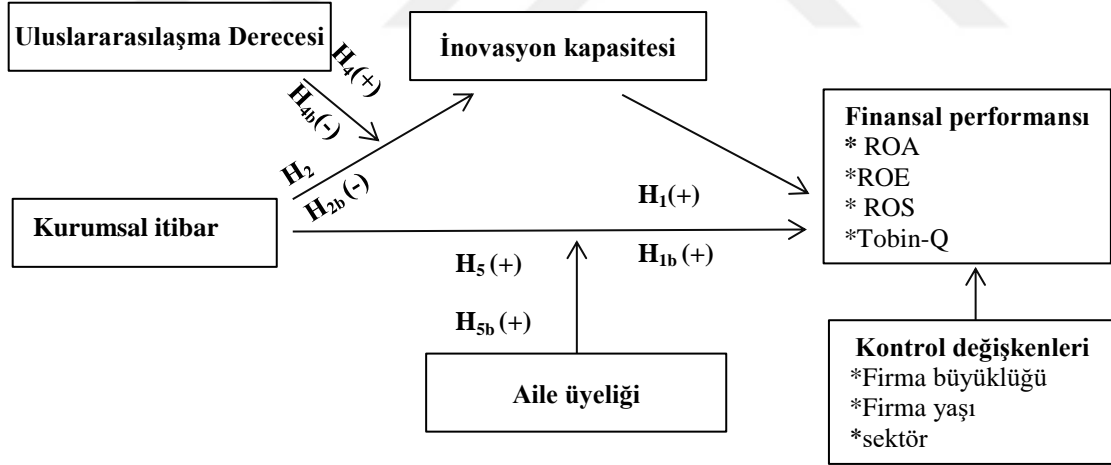 Uluslararasılaşma Derecesi
İnovasyon kapasitesi
H4(+)
H4b(-)
H2
H2b(-)
Kurumsal itibar
H1(+)
H1b (+)
H5 (+)
H5b (+)
Finansal performansı
* ROA
*ROE
* ROS
*Tobin-Q
Aile üyeliği
Kontrol değişkenleri
*Firma büyüklüğü
*Firma yaşı
*sektör